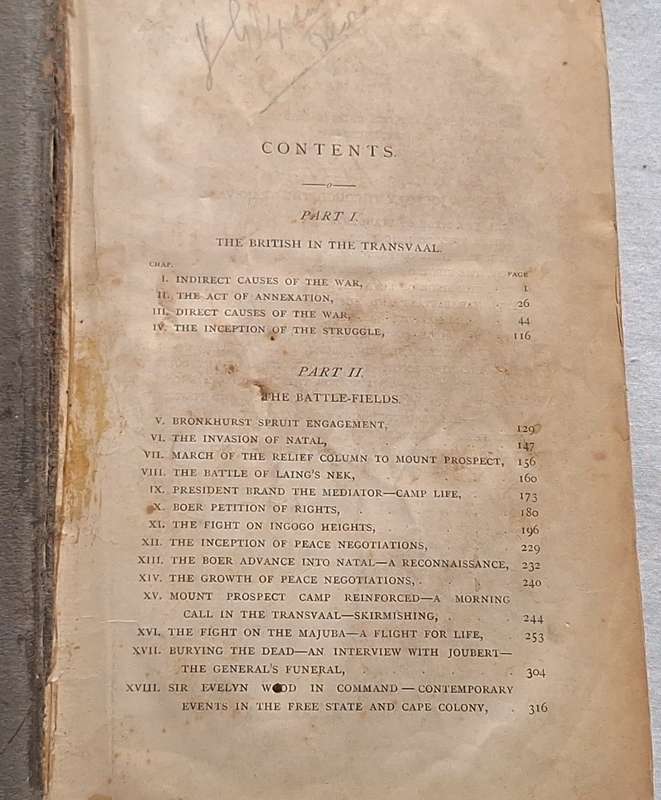 CONTENTS.
PART I.
THE BRITISH IN THE TRANSVAAL.
CHAP. PAGE
I. INDIRECT CAUSES OF THE WAR, 1
II. THE ACT OF ANNEXATION, 26
III. DIRECT CAUSES OF THE WAR, 44
IV. THE INCEPTION OF THE STRUGGLE, 116
PART II.
THE BATTLE-FIELDS.
V. BRONKHURST SPRUIT ENGAGEMENT, 129
VI. THE INVASION OF NATAL, 147
VII. MARCH OF THE RELIEF COLUMN TO MOUNT PROSPECT, 156
VIII. THE BATTLE OF LAING'S NEK, 160
IX. PRESIDENT BRAND THE MEDIATOR—CAMP LIFE, 173
X. BOER PETITION OF RIGHTS, 180
XI. THE FIGHT ON INGOGO HEIGHTS, 196
XII. THE INCEPTION OF PEACE NEGOTIATIONS, 229
XIII. THE BOER ADVANCE INTO NATAL—A RECONNAISSANCE, 232
XIV. THE GROWTH OF PEACE NEGOTIATIONS, 240
XV. MOUNT PROSPECT CAMP REINFORCED—A MORNING
CALL IN THE TRANSVAAL—SKIRMISHING, 244
XVI. THE FIGHT ON THE MAJUBA—A FLIGHT FOR LIFE, 253
XVII. BURYING THE DEAD—AN INTERVIEW WITH JOUBERT—
THE GENERAL'S FUNERAL, 304
XVIII. SIR EVELYN WOOD IN COMMAND—CONTEMPORARY
EVENTS IN THE FREE STATE AND CAPE COLONY, 316